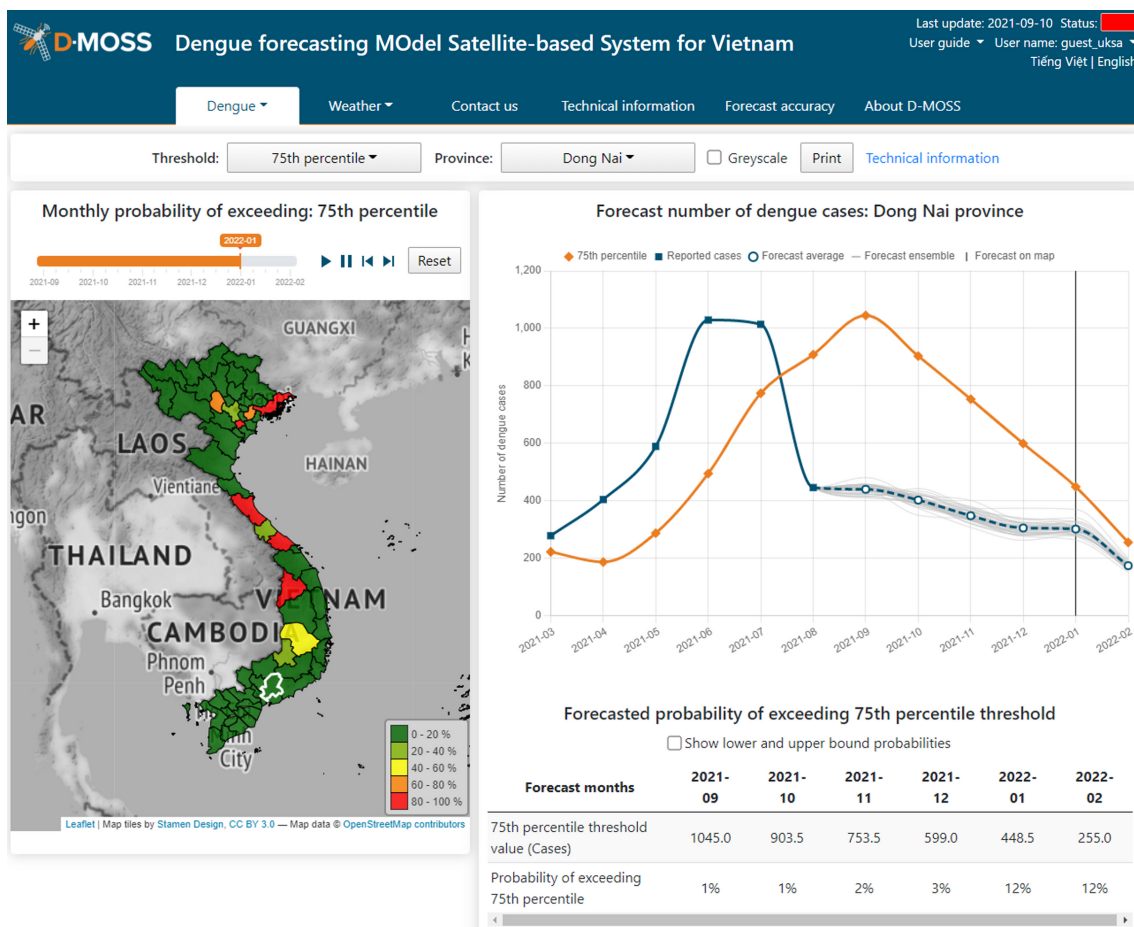 D-MOSS
Dengue forecasting MOdel Satellite-based System for Vietnam
Last update: 2021-09-10 Status:
User guide User name: guest_uksa
Tiếng Việt | English
Dengue
Weather
Contact us
Technical information
Forecast accuracy
About D-MOSS
Threshold:
75th percentile
Province:
Dong Nai
Greyscale
Print
Technical information
Monthly probability of exceeding: 75th percentile
2022-01
Reset
2021-09 2021-10 2021-11 2021-12 2022-01 2022-02
+
−
GUANGXI
LAOS
HAINAN
Vientiane
THAILAND
VIETNAM
Bangkok
CAMBODIA
Phnom
Penh
City
0 - 20 %
20 - 40 %
40 - 60 %
60 - 80 %
80 - 100 %
Leaflet | Map tiles by Stamen Design, CC BY 3.0 — Map data © OpenStreetMap contributors
Forecast number of dengue cases: Dong Nai province
75th percentile Reported cases Forecast average Forecast ensemble Forecast on map
1,200
1,000
800
600
400
200
0
Number of dengue cases
2021-03 2021-04 2021-05 2021-06 2021-07 2021-08 2021-09 2021-10 2021-11 2021-12 2022-01 2022-02
Forecasted probability of exceeding 75th percentile threshold
Show lower and upper bound probabilities
Forecast months 2021-09 2021-10 2021-11 2021-12 2022-01 2022-02
75th percentile threshold
value (Cases) 1045.0 903.5 753.5 599.0 448.5 255.0
Probability of exceeding
75th percentile 1% 1% 2% 3% 12% 12%